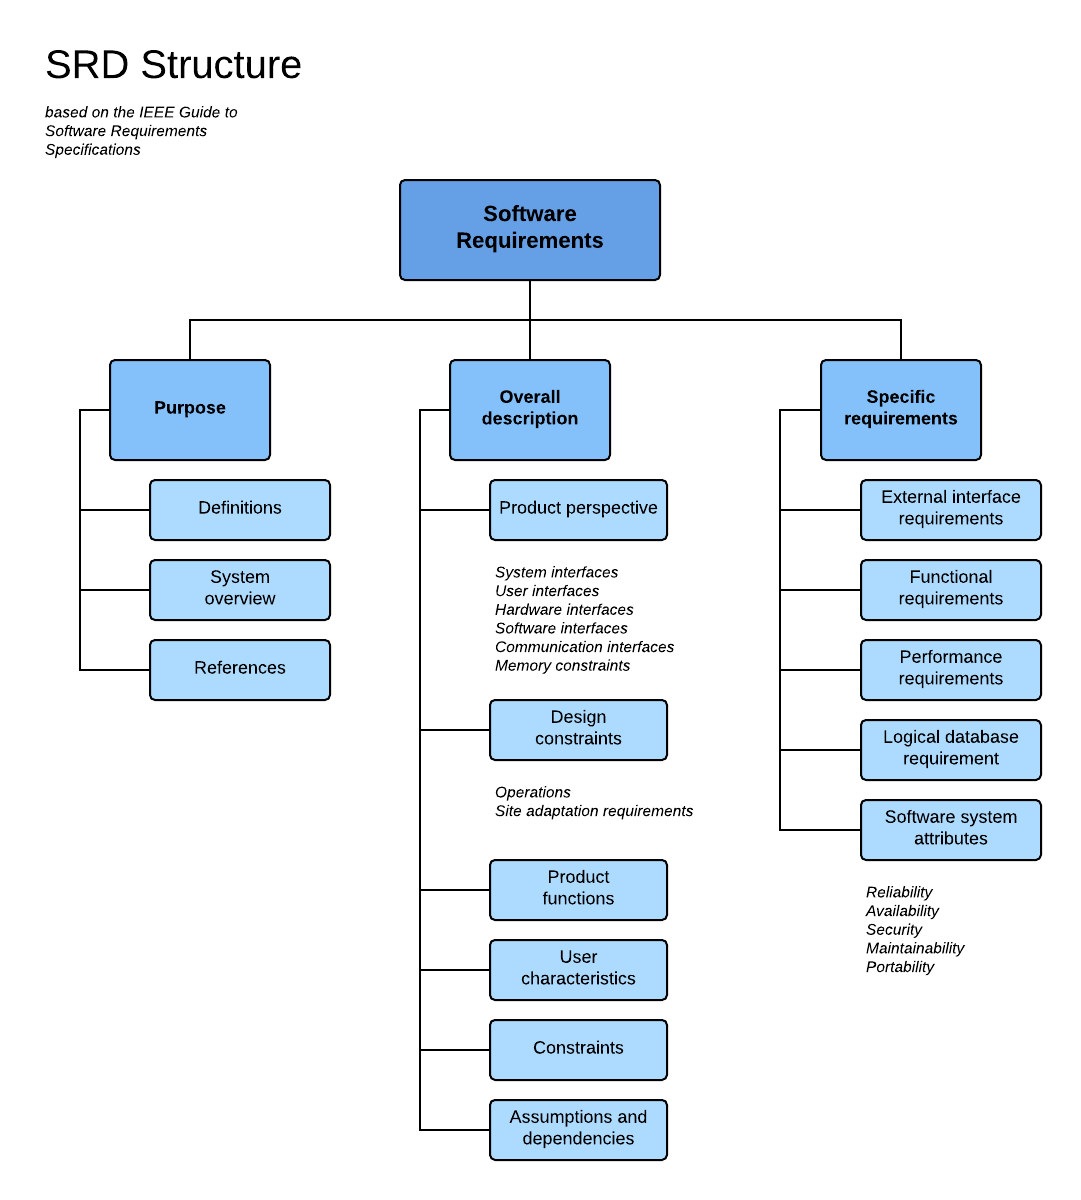 SRD Structure
based on the IEEE Guide to
Software Requirements
Specifications
Software
Requirements
Purpose
Definitions
System
overview
References
Overall
description
Product perspective
System interfaces
User interfaces
Hardware interfaces
Software interfaces
Communication interfaces
Memory constraints
Design
constraints
Operations
Site adaptation requirements
Product
functions
User
characteristics
Constraints
Assumptions and
dependencies
Specific
requirements
External interface
requirements
Functional
requirements
Performance
requirements
Logical database
requirement
Software system
attributes
Reliability
Availability
Security
Maintainability
Portability